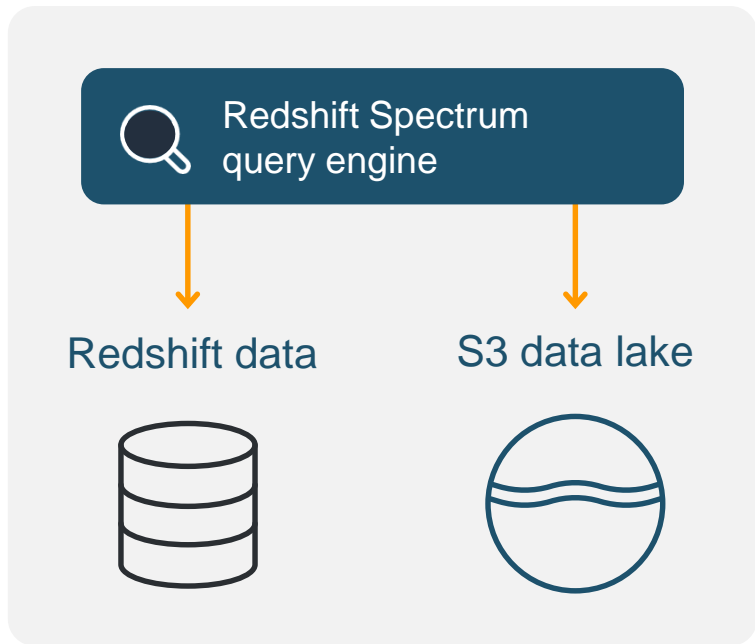 Redshift Spectrum
query engine
Redshift data
S3 data lake